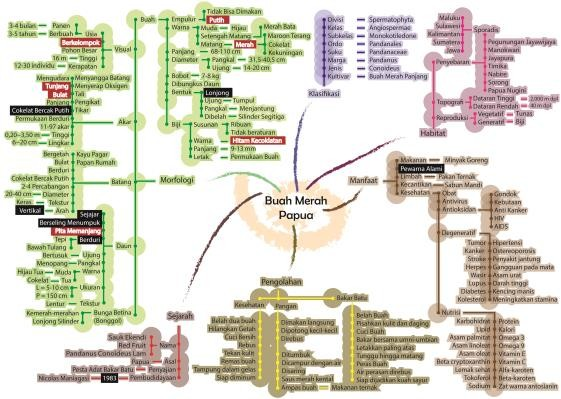 Buah Merah
Papua
Klasifikasi
Divisi
Spermatophyta
Kelas
Angiospermae
Subkelas
Monokotiledonae
Ordo
Pandanales
Suku
Pandanaceae
Marga
Pandanus
Jenis
Conoideus
Kultivar
Buah Merah Panjang
Habitat
Penyebaran
Maluku
Sulawesi
Kalimantan
Sumatera
Jawa
Sporadis
Pegunungan Jayawijaya
Manokwari
Jayapura
Timika
Nabire
Sorong
Papua Nugini
Topografi
Dataran Tinggi
2.000 m dpl
Dataran Rendah
40 m dpl
Reproduksi
Vegetatif
Tunas
Generatif
Biji
Manfaat
Makanan
Minyak Goreng
Pewarna Alami
Limbah
Pakan Ternak
Kecantikan
Sabun Mandi
Kesehatan
Obat
Antivirus
Antioksidan
Gondok
Kebutaan
Anti Kanker
HIV
AIDS
Degeneratif
Tumor
Hipertensi
Kanker
Osteoporosis
Stroke
Penyakit jantung
Herpes
Gangguan pada mata
Wasir
Asam urat
Lupus
Darah tinggi
Diabetes
Kencing manis
Kolesterol
Meningkatkan stamina
Nutrisi
Karbohidrat
Protein
Lipid
Kalori
Asam palmitat
Omega 3
Asam oleat
Omega 9
Asam oleat
Vitamin E
Beta cryptoxanthin
Vitamin C
Lemak sehat
Alfa-karoten
Tokoferol
Beta-karoten
Sodium
Zat warna antosianin
Pengolahan
Kesehatan
Pangan
Bakar Batu
Belah dua buah
Hilangkan Getah
Cuci Bersih
Rebus
Tekan kulit
Remas buah
Tampung dalam gelas
Siap diminum
Dimakan langsung
Dipotong kecil-kecil
Direbus
Ditumbuk
Dicampur dengan air
Disaring
Saus mental kental
Ampas buah
Makanan ternak
Belah Buah
Pisahkan kulit dan daging
Cuci Buah
Bakar bersama umni-umbian
Letakkan paling atas
Tunggu hingga matang
Peras Buah
Air perasan direbus
Siap dijadikan kuah sayur
Sejarah
Nama
Sauk Ekendi
Red Fruit
Pandanus Conoideus Lam
Asal
Papua
Penyajian
Pesta Adat Bakar Batu
Pembudidayaan
1983
Nicolas Maniagasi
Morfologi
Buah
Visual
Usia
Panen
3-4 bulan
Berbuah
3-5 tahun
Berkelompok
Pohon Besar
Tinggi
16 m
Kerapatan
12-30 individu
Empulur
Tidak Bisa Dimakan
Putih
Warna
Muda
Hijau
Setengah Matang
Merah Bata
Matang
Merah
Maroon Terang
Cokelat
Kekuningan
Panjang
68-110 cm
Diameter
Pangkal
31,5-40,5 cm
Ujung
14-20 cm
Bobot
7-8 kg
Dibungkus Daun
Bentuk
Lonjong
Ujung
Tumpul
Pangkal
Menjantung
Dibelah
Silinder Segitiga
Biji
Susunan
Ribuan
Tidak beraturan
Warna
Hitam Kecoklatan
Panjang
9-13 mm
Letak
Permukaan Buah
Akar
Mengudara
Menyangga Batang
Tunjang
Menyerap Oksigen
Bulat
Tali
Panjang
Pengikat
Cokelat Bercak Putih
Tikar
Permukaan Berduri
11-97 akar
0,20-3,50 m
Tinggi
6-20 cm
Lingkar
Batang
Bergetah
Kayu Pagar
Bulat
Papan Rumah
Berduri
Cokelat Bercak Putih
2-4 Percabangan
20-40 cm
Diameter
Keras
Tekstur
Vertikal
Arah
Daun
Sejajar
Berseling Menumpuk
Pita Memanjang
Tepi
Berduri
Bawah Tulang
Bertusuk
Ujung
Menopang
Pangkal
Hijau Tua
Muda
Warna
Cokelat
Tua
L = 5-10 cm
Ukuran
P = 150 cm
Lentur
Tekstur
Bunga Betina
(Bonggol)
Kemerah-merahan
Lonjong Silinder